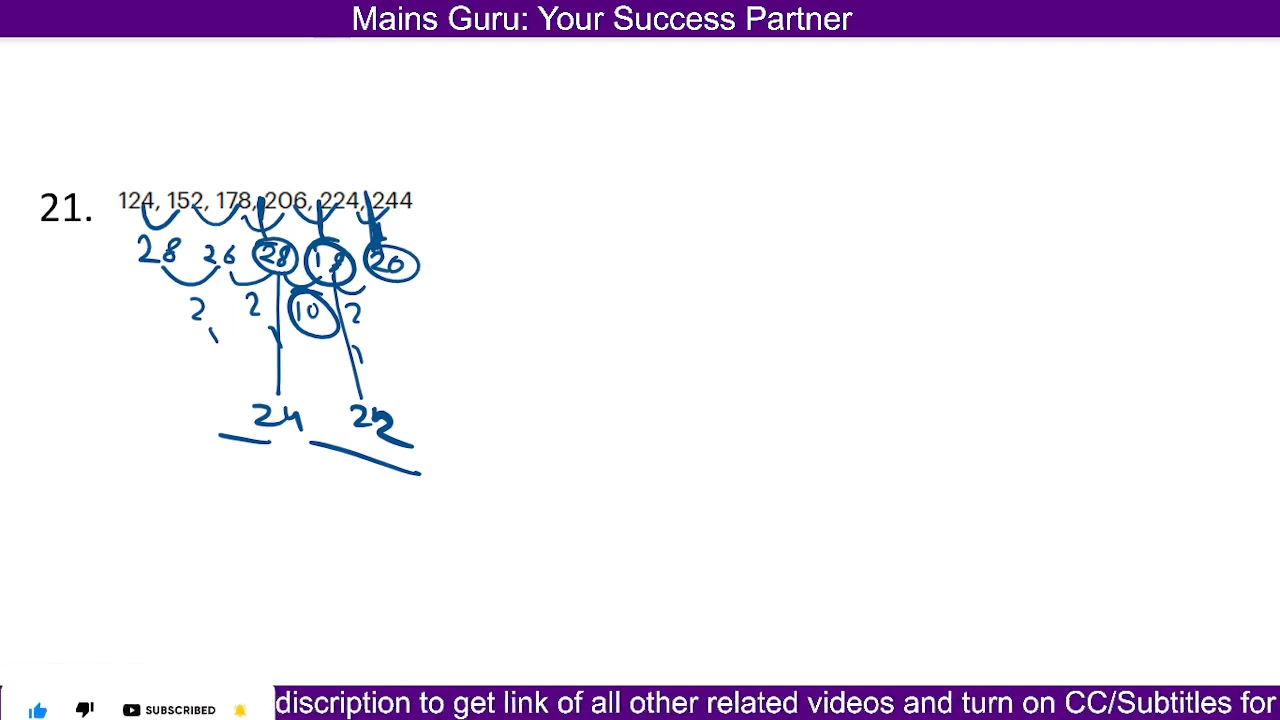 Mains Guru: Your Success Partner
21. 124, 152, 178, 206, 224, 244
28 26 28 18 20
2 2 10 2
24 22
SUBSCRIBED
discription to get link of all other related videos and turn on CC/Subtitles for